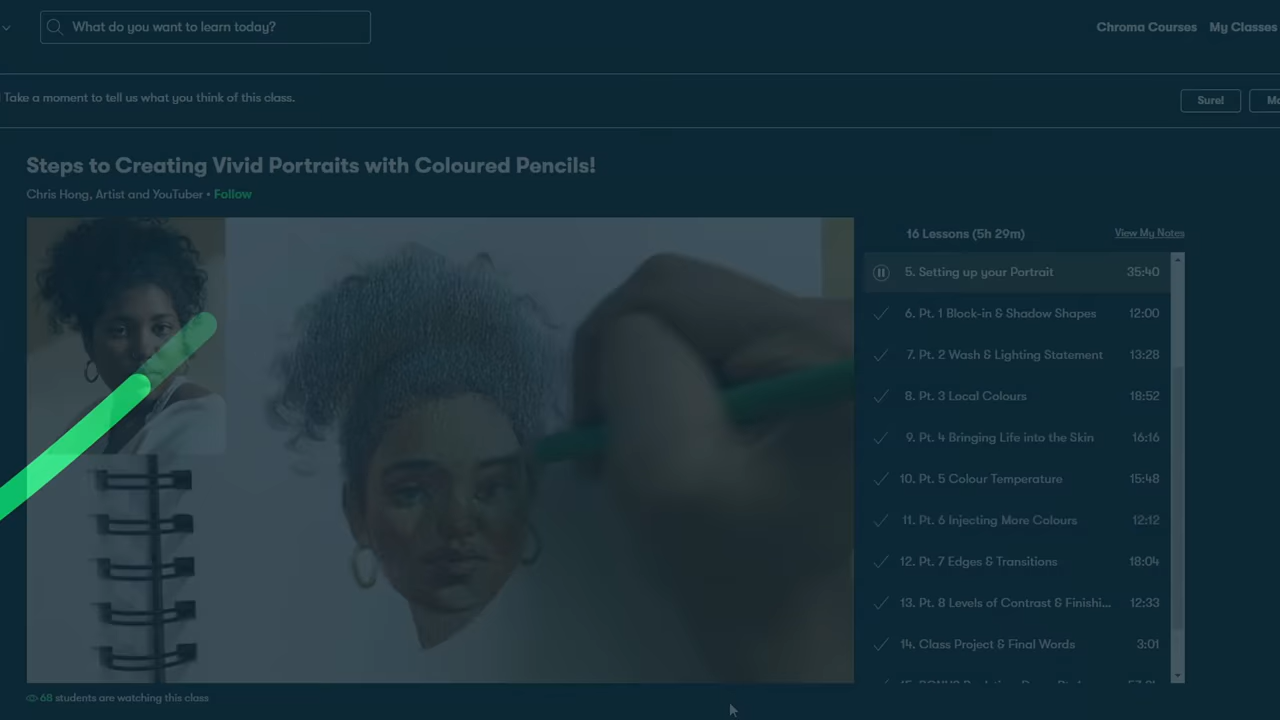 What do you want to learn today?
Chroma Courses My Classes
Take a moment to tell us what you think of this class.
Sure!
Steps to Creating Vivid Portraits with Coloured Pencils!
Chris Hong, Artist and YouTuber • Follow
16 Lessons (5h 29m) View My Notes
5. Setting up your Portrait 35:40
6. Pt. 1 Block-in & Shadow Shapes 12:00
7. Pt. 2 Wash & Lighting Statement 13:28
8. Pt. 3 Local Colours 18:52
9. Pt. 4 Bringing Life into the Skin 16:16
10. Pt. 5 Colour Temperature 15:48
11. Pt. 6 Injecting More Colours 12:12
12. Pt. 7 Edges & Transitions 18:04
13. Pt. 8 Levels of Contrast & Finishi... 12:33
14. Class Project & Final Words 3:01
68 students are watching this class